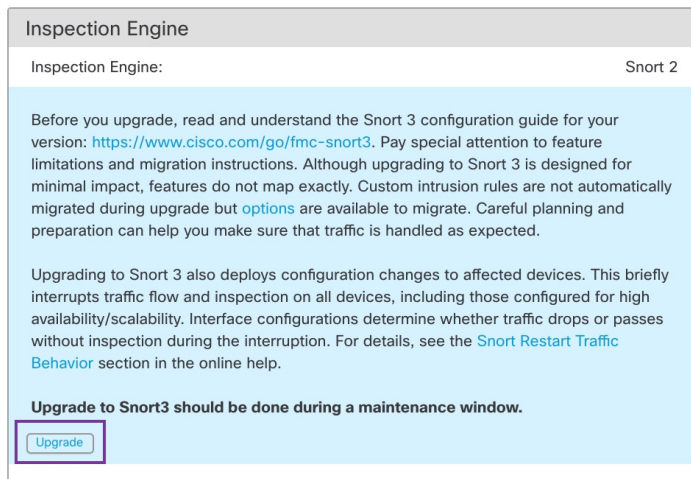 Inspection Engine
Inspection Engine: Snort 2
Before you upgrade, read and understand the Snort 3 configuration guide for your
version: https://www.cisco.com/go/fmc-snort3. Pay special attention to feature
limitations and migration instructions. Although upgrading to Snort 3 is designed for
minimal impact, features do not map exactly. Custom intrusion rules are not automatically
migrated during upgrade but options are available to migrate. Careful planning and
preparation can help you make sure that traffic is handled as expected.
Upgrading to Snort 3 also deploys configuration changes to affected devices. This briefly
interrupts traffic flow and inspection on all devices, including those configured for high
availability/scalability. Interface configurations determine whether traffic drops or passes
without inspection during the interruption. For details, see the Snort Restart Traffic
Behavior section in the online help.
Upgrade to Snort3 should be done during a maintenance window.
Upgrade